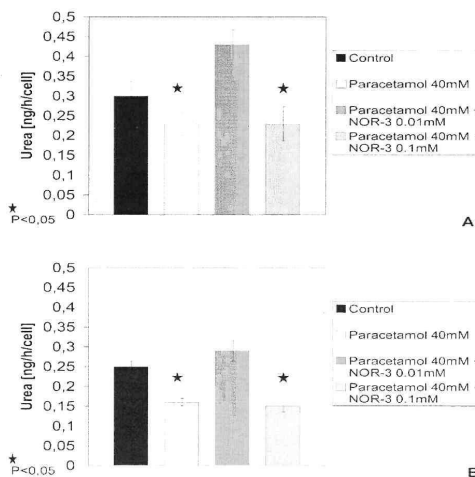 0,5
0,45
0,4
0,35
0,3
0,25
0,2
0,15
0,1
0,05
0
Urea [ng/h/cell]
★
★
★
P<0,05
Control
Paracetamol 40mM
Paracetamol 40mM
NOR-3 0.01mM
Paracetamol 40mM
NOR-3 0.1mM
A
0,5
0,45
0,4
0,35
0,3
0,25
0,2
0,15
0,1
0,05
0
Urea [ng/h/cell]
★
★
★
P<0,05
Control
Paracetamol 40mM
Paracetamol 40mM
NOR-3 0.01mM
Paracetamol 40mM
NOR-3 0.1mM
B